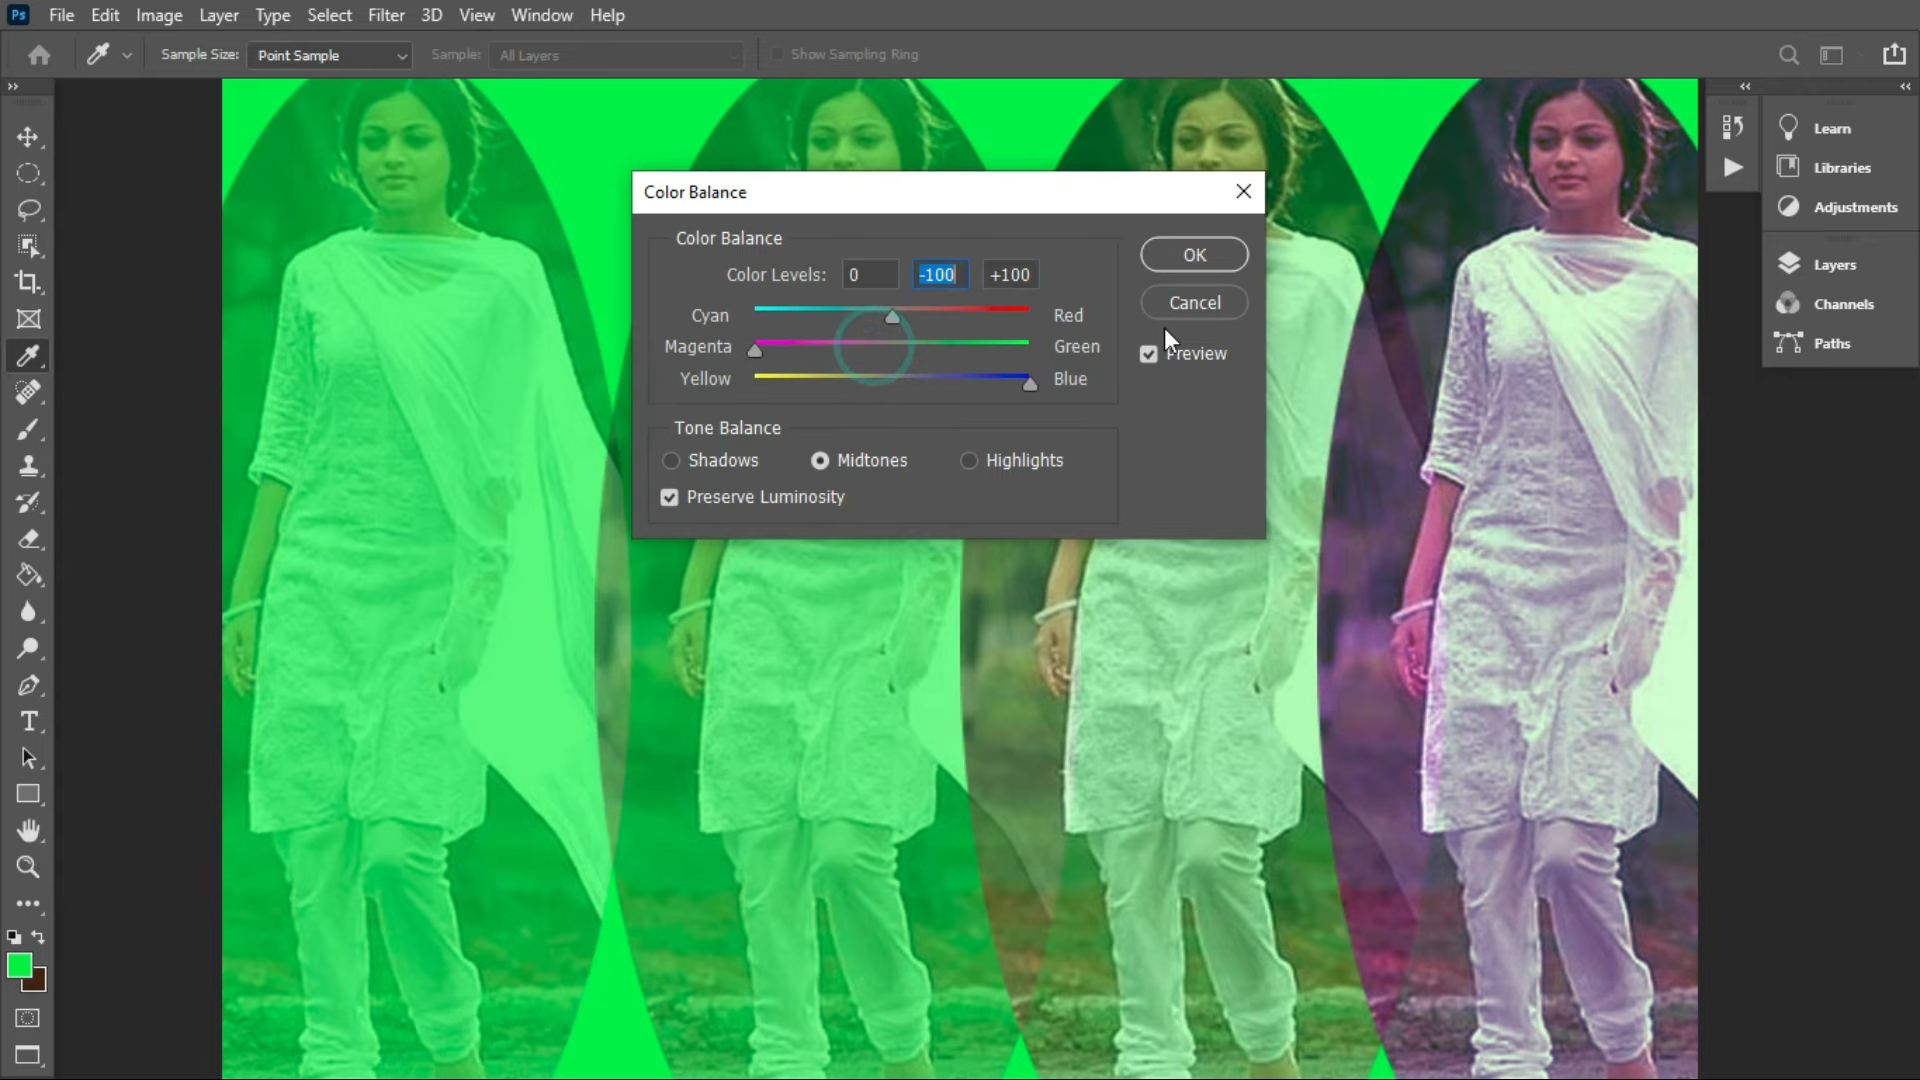 Ps File Edit Image Layer Type Select Filter 3D View Window Help
Sample Size: Point Sample Sample: All Layers Show Sampling Ring
Color Balance
Color Balance
Color Levels: 0 -100 +100
Cyan Red
Magenta Green
Yellow Blue
Tone Balance
Shadows Midtones Highlights
Preserve Luminosity
OK
Cancel
Preview
Learn
Libraries
Adjustments
Layers
Channels
Paths